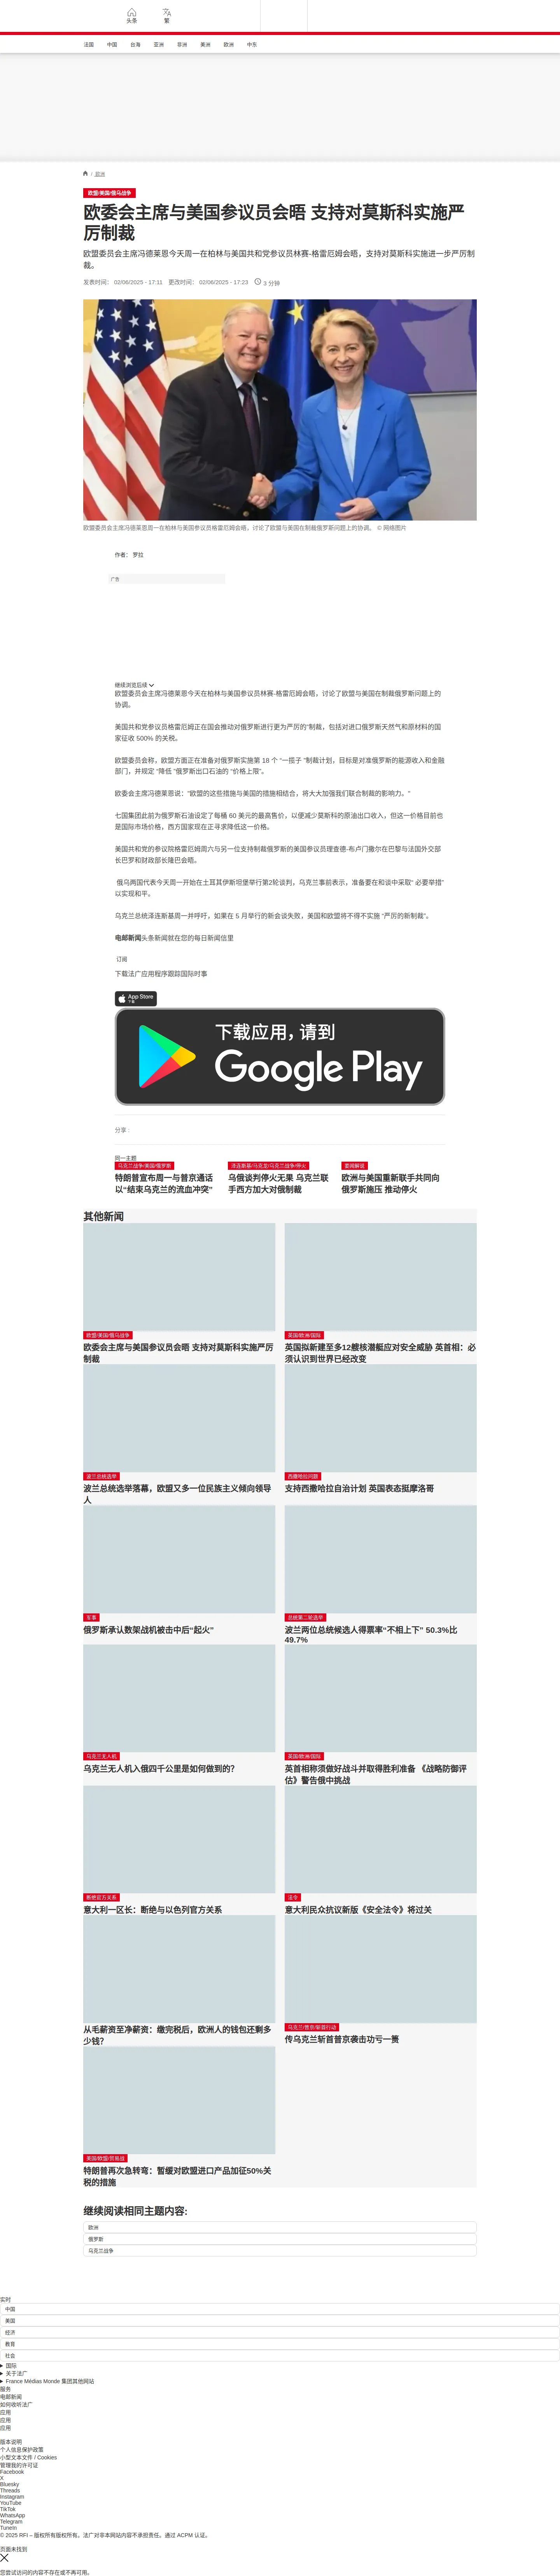 头条
繁
法国 中国 台海 亚洲 非洲 美洲 欧洲 中东
/ 欧洲
欧盟/美国/俄乌战争
欧委会主席与美国参议员会晤 支持对莫斯科实施严
厉制裁
欧盟委员会主席冯德莱恩今天周一在柏林与美国共和党参议员林赛-格雷厄姆会晤，支持对莫斯科实施进一步严厉制
裁。
发表时间： 02/06/2025 - 17:11 更改时间： 02/06/2025 - 17:23 3 分钟
欧盟委员会主席冯德莱恩周一在柏林与美国参议员格雷厄姆会晤，讨论了欧盟与美国在制裁俄罗斯问题上的协调。 © 网络图片
作者： 罗拉
广告
继续浏览后续
欧盟委员会主席冯德莱恩今天在柏林与美国参议员林赛-格雷厄姆会晤，讨论了欧盟与美国在制裁俄罗斯问题上的
协调。
美国共和党参议员格雷厄姆正在国会推动对俄罗斯进行更为严厉的“制裁，包括对进口俄罗斯天然气和原材料的国
家征收 500% 的关税。
欧盟委员会称，欧盟方面正在准备对俄罗斯实施第 18 个 “一揽子 ”制裁计划，目标是对准俄罗斯的能源收入和金融
部门，并规定 “降低 ”俄罗斯出口石油的 “价格上限”。
欧委会主席冯德莱恩说："欧盟的这些措施与美国的措施相结合，将大大加强我们联合制裁的影响力。"
七国集团此前为俄罗斯石油设定了每桶 60 美元的最高售价，以便减少莫斯科的原油出口收入，但这一价格目前也
是国际市场价格，西方国家现在正寻求降低这一价格。
美国共和党的参议院格雷厄姆周六与另一位支持制裁俄罗斯的美国参议员理查德-布卢门撒尔在巴黎与法国外交部
长巴罗和财政部长隆巴会晤。
俄乌两国代表今天周一开始在土耳其伊斯坦堡举行第2轮谈判，乌克兰事前表示，准备要在和谈中采取“ 必要举措”
以实现和平。
乌克兰总统泽连斯基周一并呼吁，如果在 5 月举行的新会谈失败，美国和欧盟将不得不实施 “严厉的新制裁”。
电邮新闻头条新闻就在您的每日新闻信里
订阅
下载法广应用程序跟踪国际时事
App Store
下载
下载应用，请到
Google Play
分享 :
同一主题
乌克兰战争/美国/俄罗斯
特朗普宣布周一与普京通话
以“结束乌克兰的流血冲突”
泽连斯基/马克龙/乌克兰战争/停火
乌俄谈判停火无果 乌克兰联
手西方加大对俄制裁
要闻解说
欧洲与美国重新联手共同向
俄罗斯施压 推动停火
其他新闻
欧盟/美国/俄乌战争
欧委会主席与美国参议员会晤 支持对莫斯科实施严厉
制裁
英国/欧洲/国际
英国拟新建至多12艘核潜艇应对安全威胁 英首相：必
须认识到世界已经改变
波兰总统选举
波兰总统选举落幕，欧盟又多一位民族主义倾向领导
人
西撒哈拉问题
支持西撒哈拉自治计划 英国表态挺摩洛哥
军事
俄罗斯承认数架战机被击中后“起火”
总统第二轮选举
波兰两位总统候选人得票率“不相上下” 50.3%比
49.7%
乌克兰无人机
乌克兰无人机入俄四千公里是如何做到的？
英国/欧洲/国际
英首相称须做好战斗并取得胜利准备 《战略防御评
估》警告俄中挑战
断绝官方关系
意大利一区长：断绝与以色列官方关系
法令
意大利民众抗议新版《安全法令》将过关
从毛薪资至净薪资：缴完税后，欧洲人的钱包还剩多
少钱？
乌克兰/普京/斩首行动
传乌克兰斩首普京袭击功亏一篑
美国/欧盟/贸易战
特朗普再次急转弯：暂缓对欧盟进口产品加征50%关
税的措施
继续阅读相同主题内容:
欧洲
俄罗斯
乌克兰战争
实时
中国
美国
经济
教育
社会
国际
关于法广
France Médias Monde 集团其他网站
服务
电邮新闻
如何收听法广
应用
应用
应用
版本说明
个人信息保护政策
小型文本文件 / Cookies
管理我的许可证
Facebook
X
Bluesky
Threads
Instagram
YouTube
TikTok
WhatsApp
Telegram
TuneIn
© 2025 RFI – 版权所有版权所有。法广对非本网站内容不承担责任。通过 ACPM 认证。
页面未找到
您尝试访问的内容不存在或不再可用。